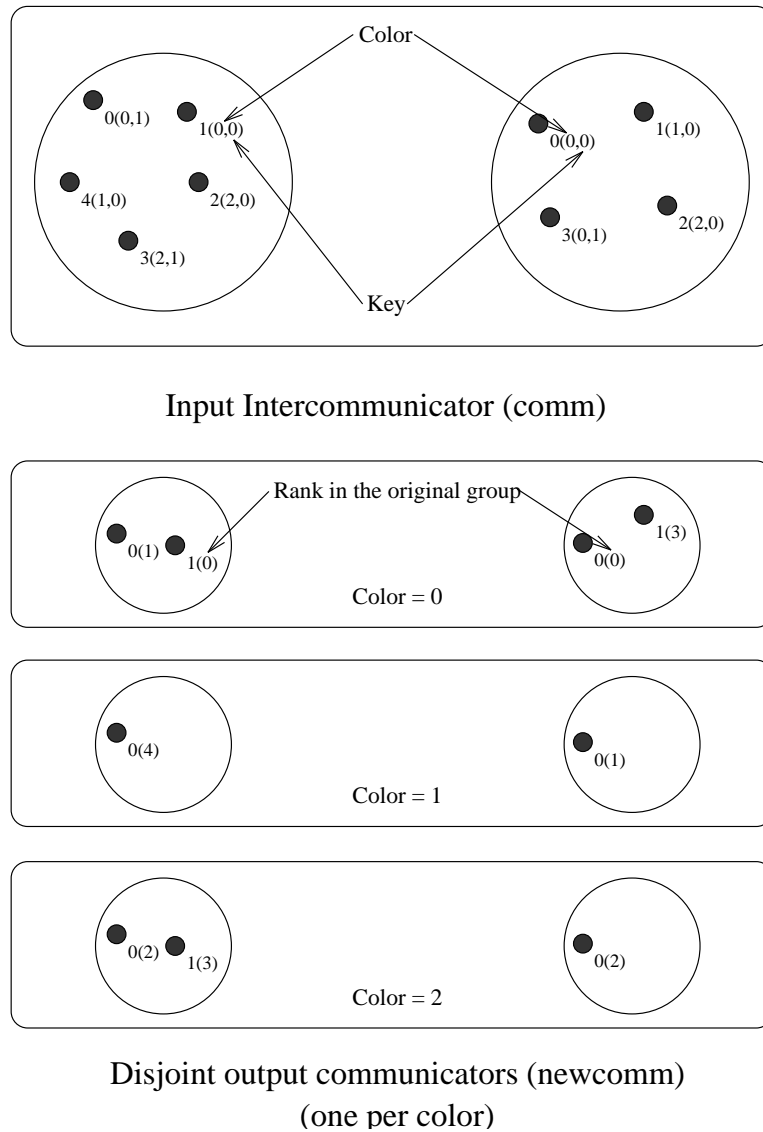 Color
0(0,1)
1(0,0)
4(1,0)
2(2,0)
3(2,1)
0(0,0)
1(1,0)
3(0,1)
2(2,0)
Key
Input Intercommunicator (comm)
Rank in the original group
0(1)
1(0)
0(0)
1(3)
Color = 0
0(4)
0(1)
Color = 1
0(2)
1(3)
0(2)
Color = 2
Disjoint output communicators (newcomm)
(one per color)